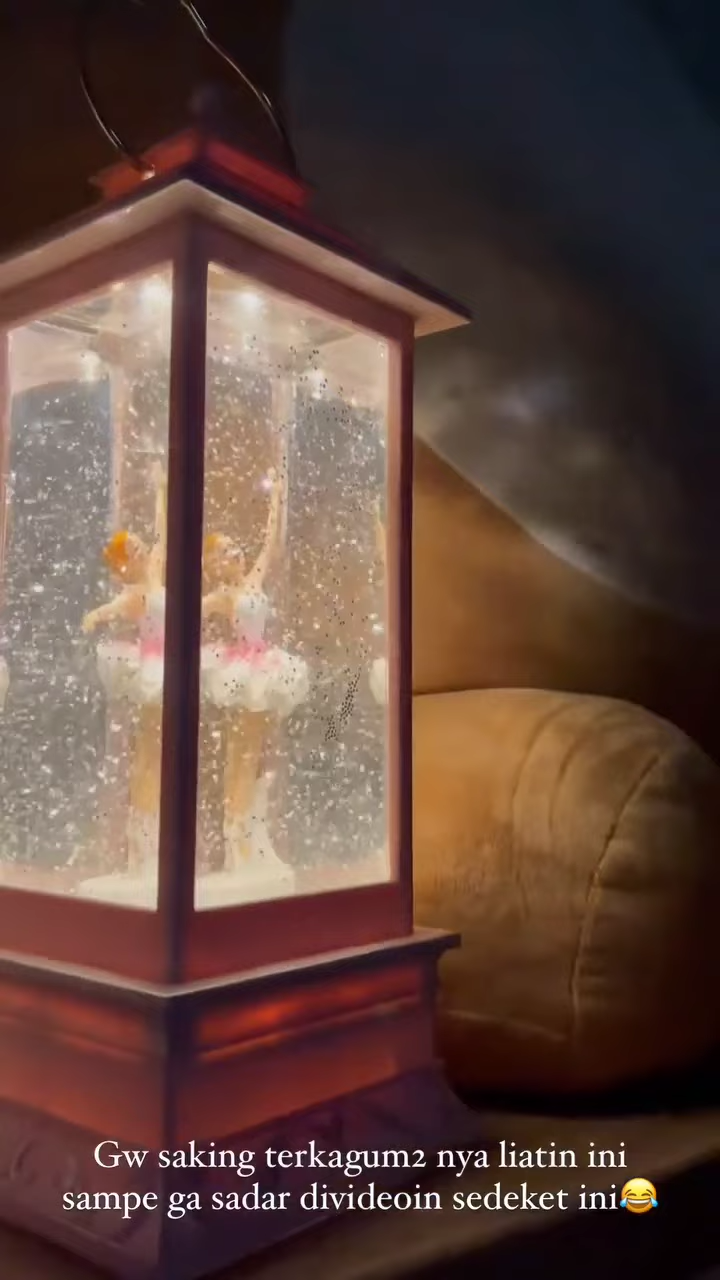 Gw saking terkagum2 nya liatin ini
sampe ga sadar divideoin sedeket ini😂